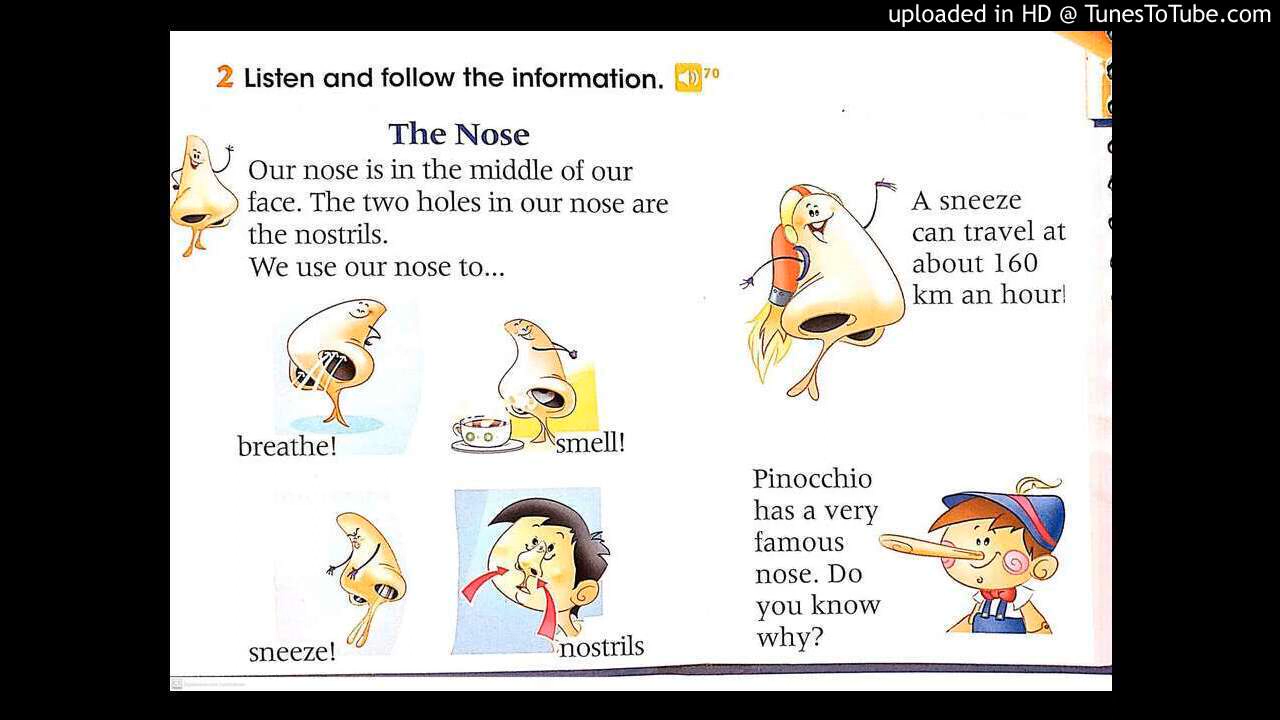 uploaded in HD @ TunesToTube.com
2 Listen and follow the information. 70
The Nose
Our nose is in the middle of our
face. The two holes in our nose are
the nostrils.
We use our nose to...
breathe!
smell!
sneeze!
nostrils
A sneeze
can travel at
about 160
km an hour!
Pinocchio
has a very
famous
nose. Do
you know
why?